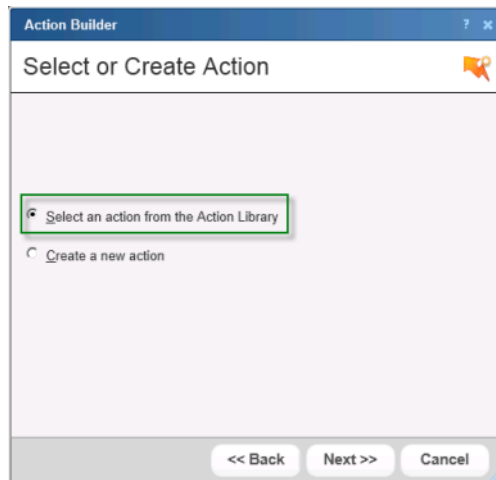 Action Builder ? ×
Select or Create Action
Select an action from the Action Library
Create a new action
<< Back Next >> Cancel